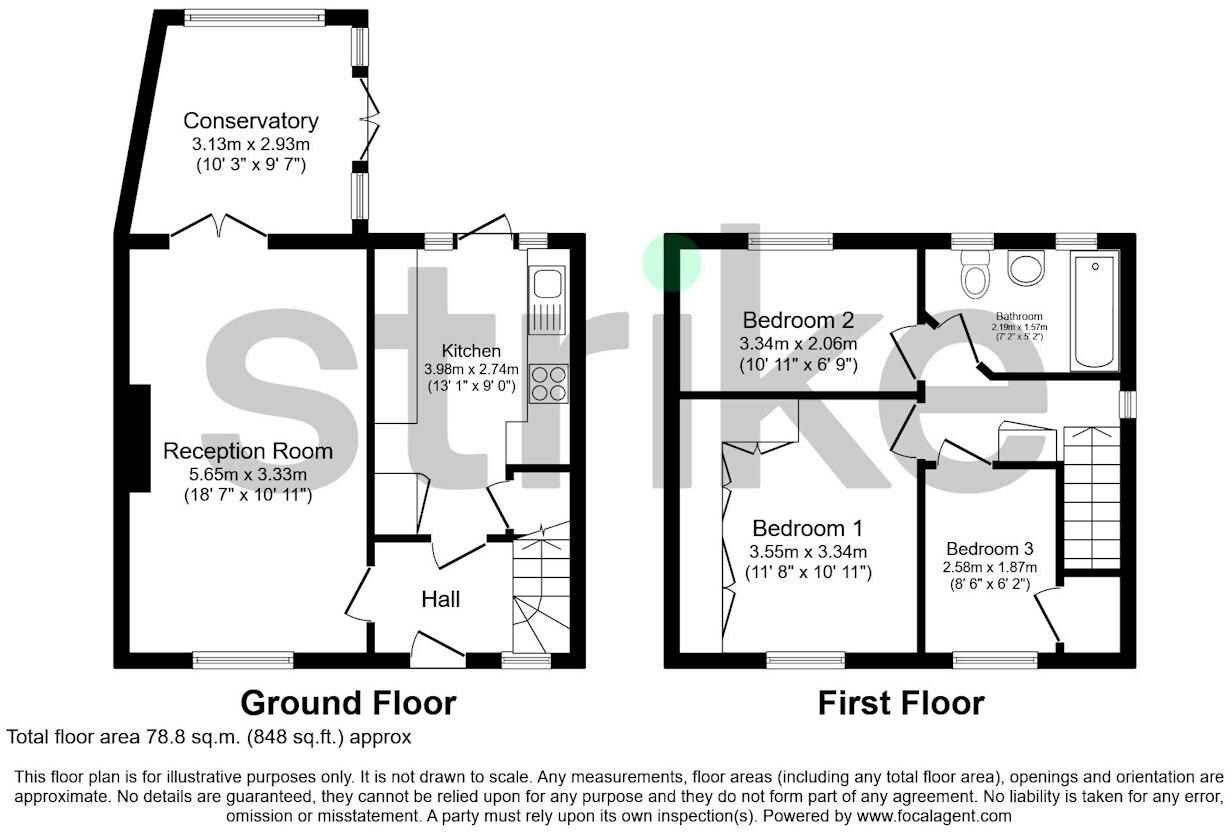 Conservatory
3.13m x 2.93m
(10' 3" x 9' 7")
Kitchen
3.98m x 2.74m
(13' 1" x 9' 0")
Reception Room
5.65m x 3.33m
(18' 7" x 10' 11")
Hall
Ground Floor
Bedroom 2
3.34m x 2.06m
(10' 11" x 6' 9")
Bathroom
2.19m x 1.57m
(7' 2" x 5' 2")
Bedroom 1
3.55m x 3.34m
(11' 8" x 10' 11")
Bedroom 3
2.58m x 1.87m
(8' 6" x 6' 2")
First Floor
strike
Total floor area 78.8 sq.m. (848 sq.ft.) approx
This floor plan is for illustrative purposes only. It is not drawn to scale. Any measurements, floor areas (including any total floor area), openings and orientation are
approximate. No details are guaranteed, they cannot be relied upon for any purpose and they do not form part of any agreement. No liability is taken for any error,
omission or misstatement. A party must rely upon its own inspection(s). Powered by www.focalagent.com